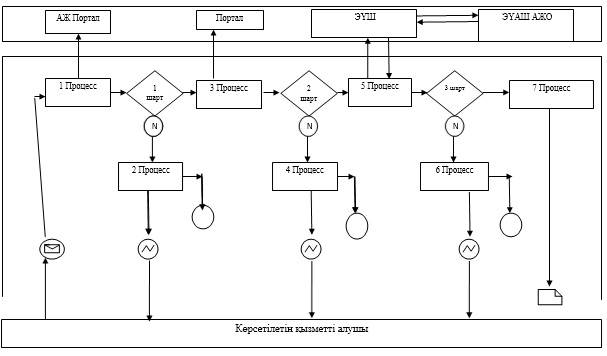 АЖ Портал
Портал
ЭҮШ
ЭҮАШ АЖО
1 Процесс
1
шарт
3 Процесс
2
шарт
5 Процесс
3 шарт
7 Процесс
N
N
N
2 Процесс
4 Процесс
6 Процесс
Көрсетілетін қызметті алушы